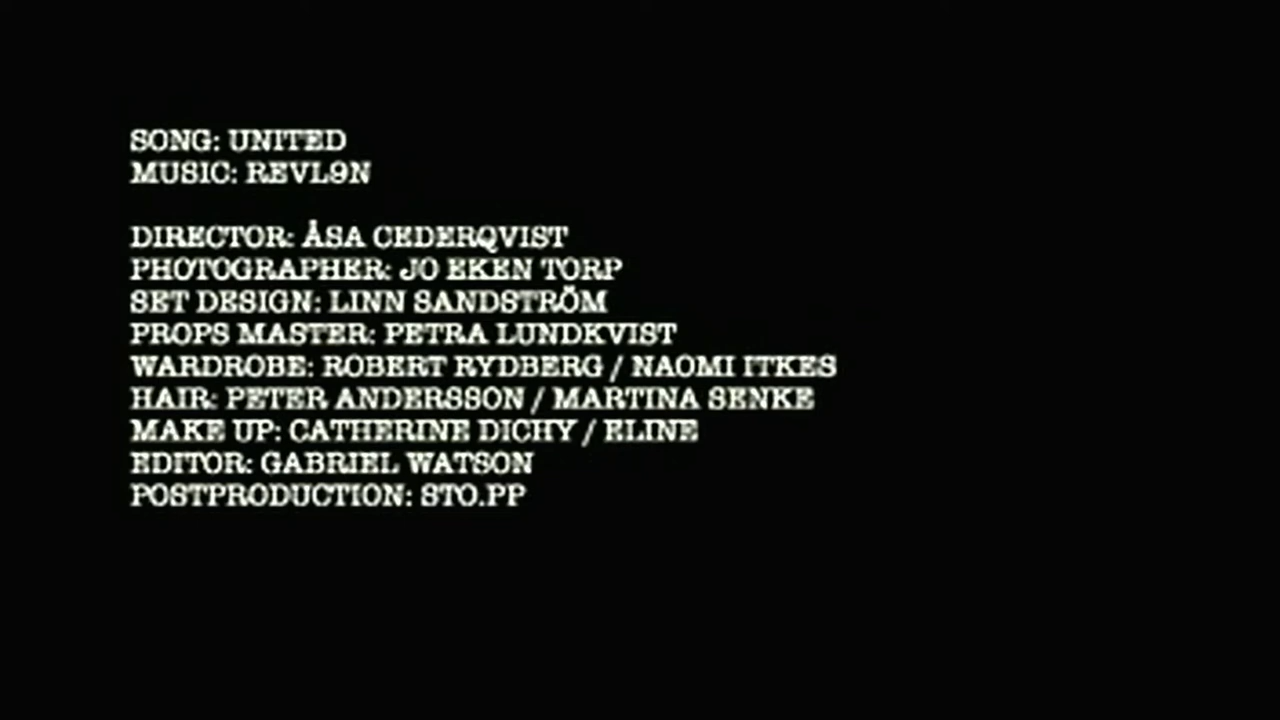 SONG: UNITED
MUSIC: REVL9N
DIRECTOR: ÅSA CEDERQVIST
PHOTOGRAPHER: JO EKEN TORP
SET DESIGN: LINN SANDSTRÖM
PROPS MASTER: PETRA LUNDKVIST
WARDROBE: ROBERT RYDBERG / NAOMI ITKES
HAIR: PETER ANDERSSON / MARTINA SENKE
MAKE UP: CATHERINE DICHY / ELINE
EDITOR: GABRIEL WATSON
POSTPRODUCTION: STO.PP